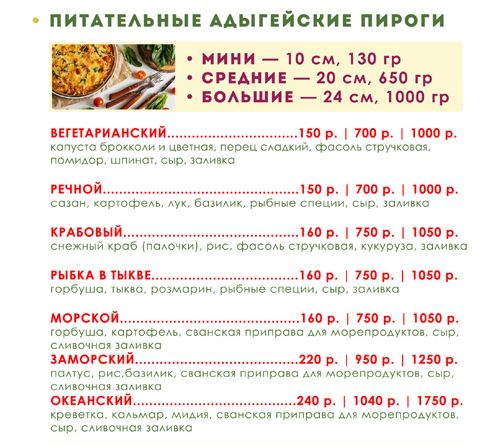 • ПИТАТЕЛЬНЫЕ АДЫГЕЙСКИЕ ПИРОГИ
• МИНИ — 10 см, 130 гр
• СРЕДНИЕ — 20 см, 650 гр
• БОЛЬШИЕ — 24 см, 1000 гр
ВЕГЕТАРИАНСКИЙ................................150 р. | 700 р. | 1000 р.
капуста брокколи и цветная, перец сладкий, фасоль стручковая,
помидор, шпинат, сыр, заливка
РЕЧНОЙ................................................150 р. | 700 р. | 1000 р.
сазан, картофель, лук, базилик, рыбные специи, сыр, заливка
КРАБОВЫЙ...........................................160 р. | 750 р. | 1050 р.
снежный краб (палочки), рис, фасоль стручковая, кукуруза, заливка
РЫБКА В ТЫКВЕ....................................160 р. | 750 р. | 1050 р.
горбуша, тыква, розмарин, рыбные специи, сыр, заливка
МОРСКОЙ............................................160 р. | 750 р. | 1050 р.
горбуша, картофель, сванская приправа для морепродуктов, сыр,
сливочная заливка
ЗАМОРСКИЙ........................................220 р. | 950 р. | 1250 р.
палтус, рис,базилик, сванская приправа для морепродуктов, сыр,
сливочная заливка
ОКЕАНСКИЙ........................................240 р. | 1040 р. | 1750 р.
креветка, кальмар, мидия, сванская приправа для морепродуктов,
сыр, сливочная заливка